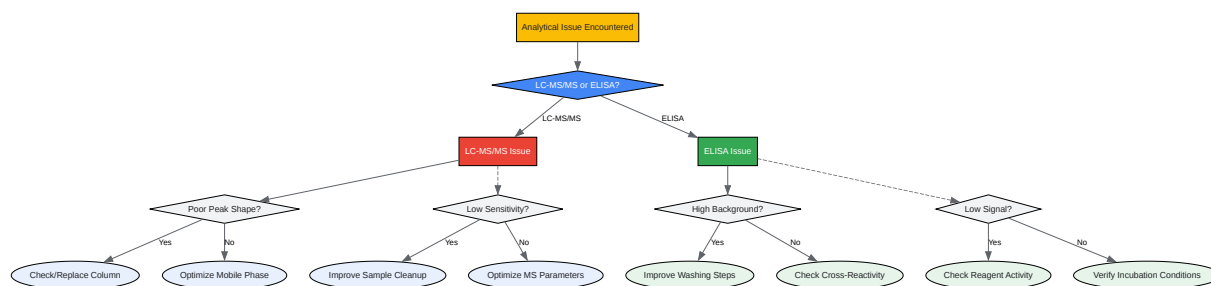 Analytical Issue Encountered
LC-MS/MS or ELISA?
LC-MS/MS
ELISA
LC-MS/MS Issue
ELISA Issue
Poor Peak Shape?
Low Sensitivity?
High Background?
Low Signal?
Yes
No
Yes
No
Yes
No
Yes
No
Check/Replace Column
Optimize Mobile Phase
Improve Sample Cleanup
Optimize MS Parameters
Improve Washing Steps
Check Cross-Reactivity
Check Reagent Activity
Verify Incubation Conditions